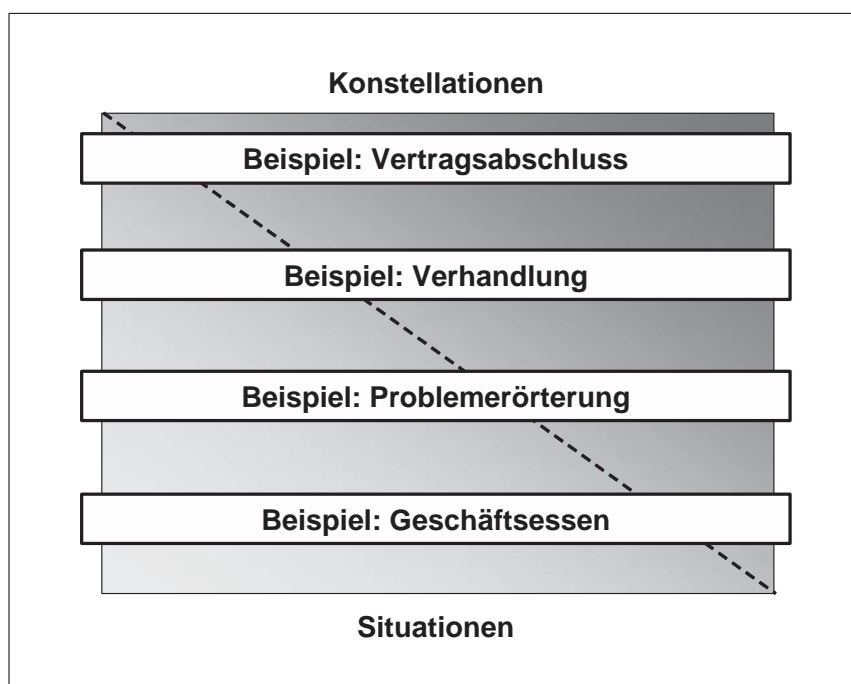 Konstellationen
Beispiel: Vertragsabschluss
Beispiel: Verhandlung
Beispiel: Problemerörterung
Beispiel: Geschäftsessen
Situationen